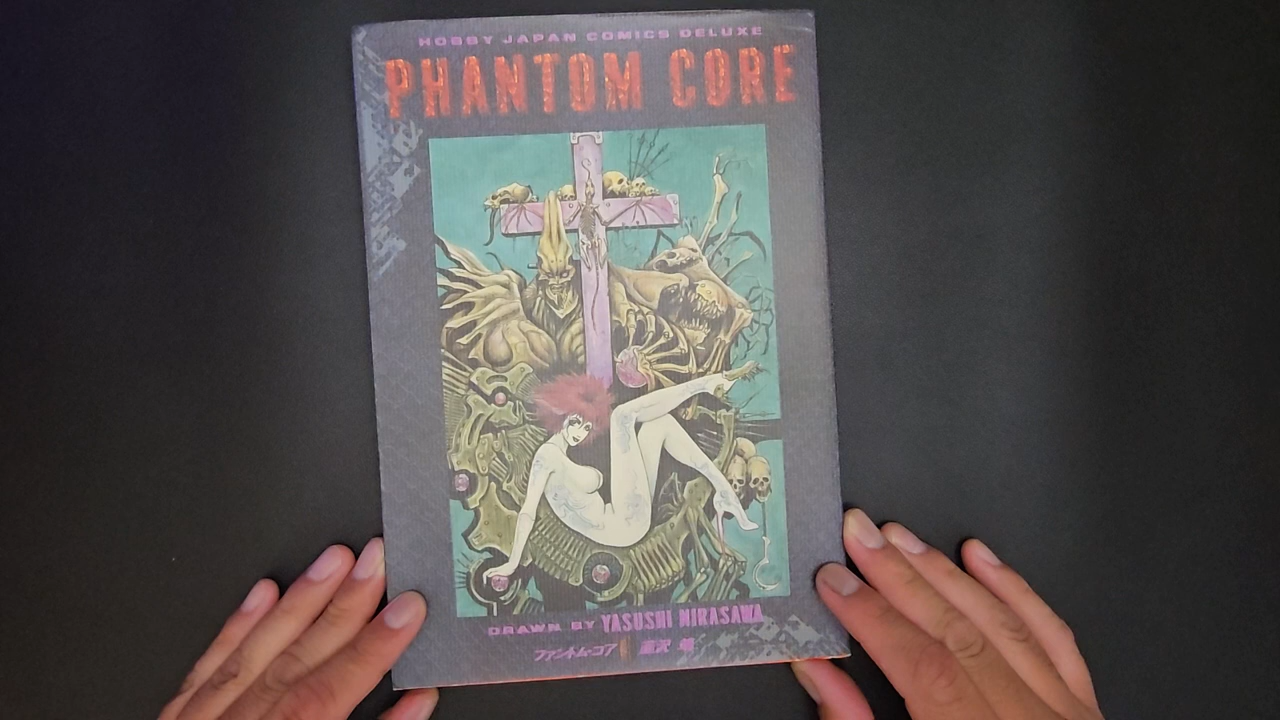 HOBBY JAPAN COMICS DELUXE
PHANTOM CORE
DRAWN BY YASUSHI NIRASAWA
ファントム・コア 韮沢 靖